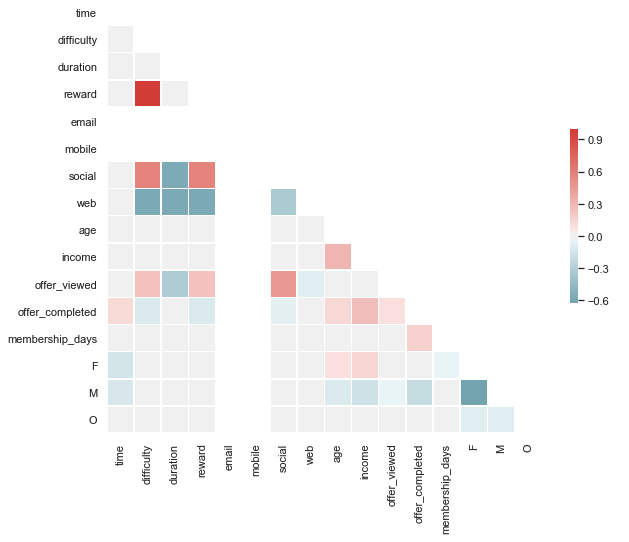 time
difficulty
duration
reward
email
mobile
social
web
age
income
offer_viewed
offer_completed
membership_days
F
M
O
time
difficulty
duration
reward
email
mobile
social
web
age
income
offer_viewed
offer_completed
membership_days
F
M
O
0.9
0.6
0.3
0.0
−0.3
−0.6